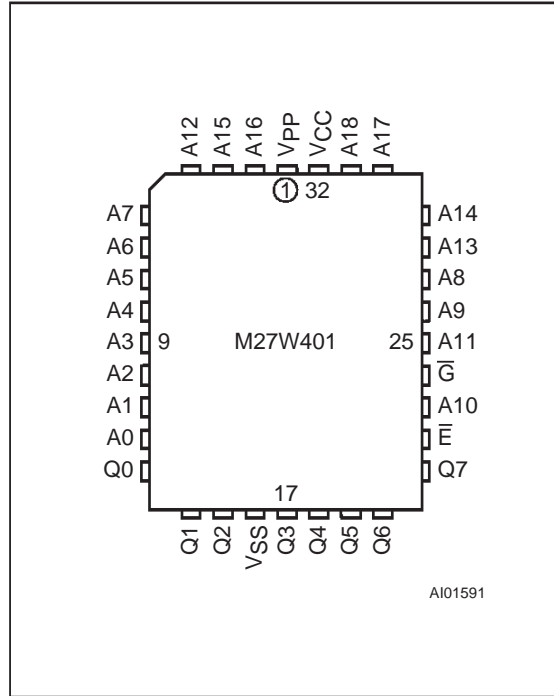 A12 A15 A16 VPP VCC A18 A17
1 32
A7 A14
A6 A13
A5 A8
A4 A9
A3 9 M27W401 25 A11
A2 G̅
A1 A10
A0 E̅
Q0 Q7
17
Q1 Q2 VSS Q3 Q4 Q5 Q6
AI01591